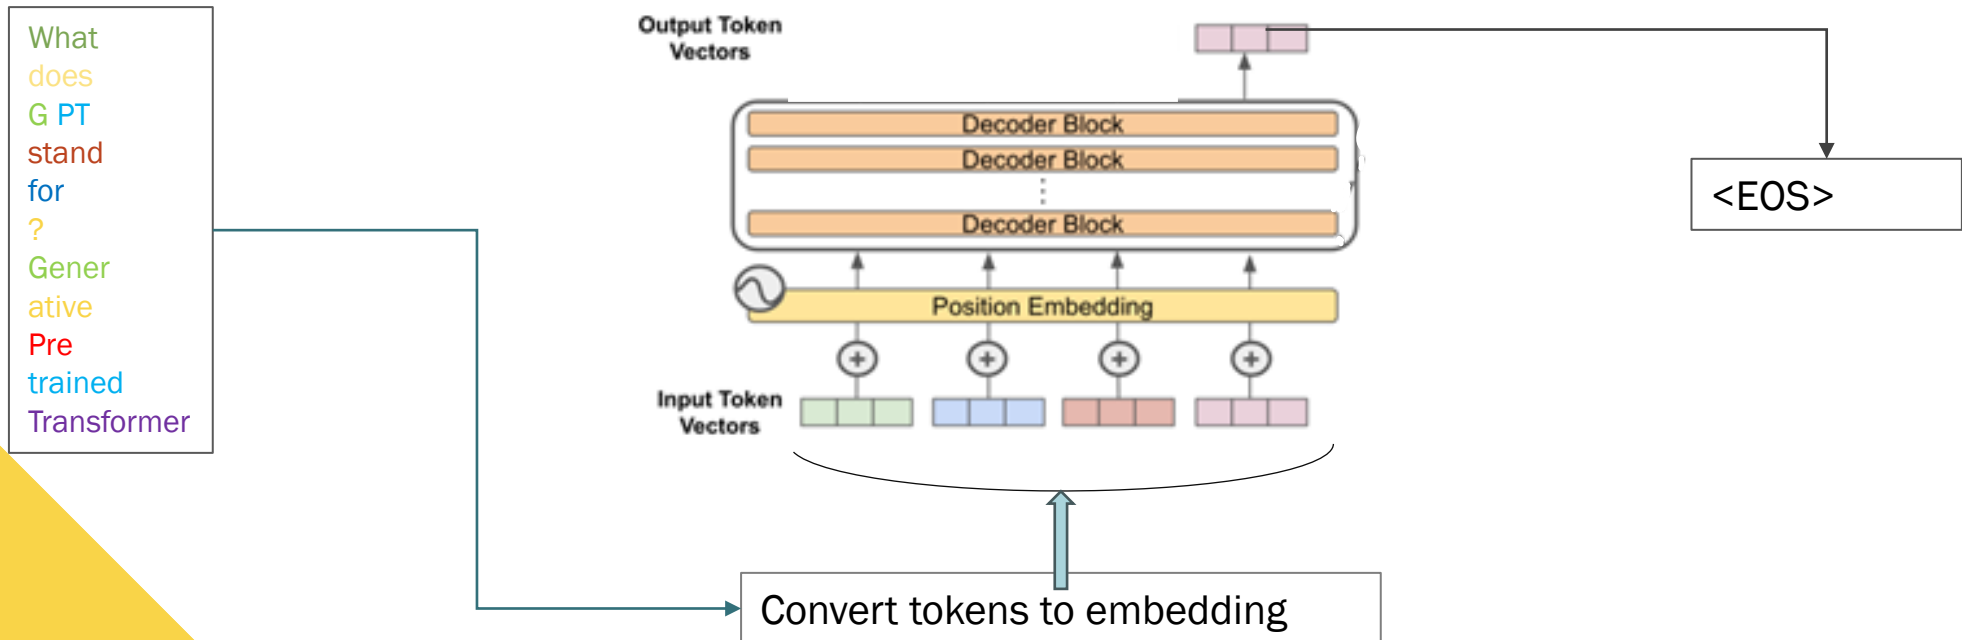 What
does
G PT
stand
for
?
Gener
ative
Pre
trained
Transformer
Output Token
Vectors
Decoder Block
Decoder Block
Decoder Block
Position Embedding
Input Token
Vectors
Convert tokens to embedding
<EOS>